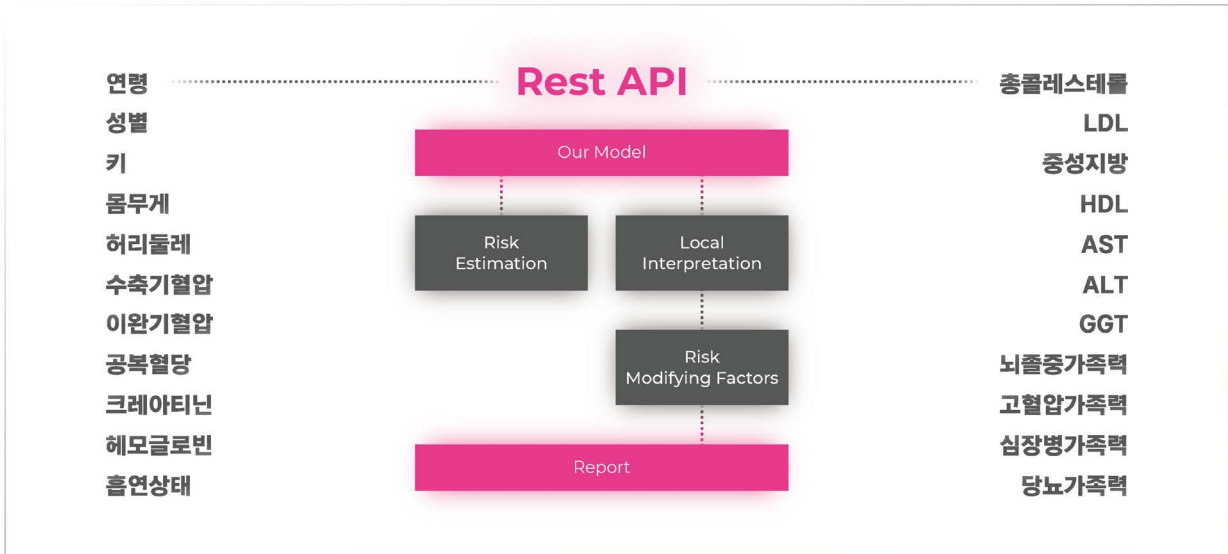 연령
성별
키
몸무게
허리둘레
수축기혈압
이완기혈압
공복혈당
크레아티닌
헤모글로빈
흡연상태
Rest API
Our Model
Risk
Estimation
Local
Interpretation
Risk
Modifying Factors
Report
총콜레스테롤
LDL
중성지방
HDL
AST
ALT
GGT
뇌졸중가족력
고혈압가족력
심장병가족력
당뇨가족력